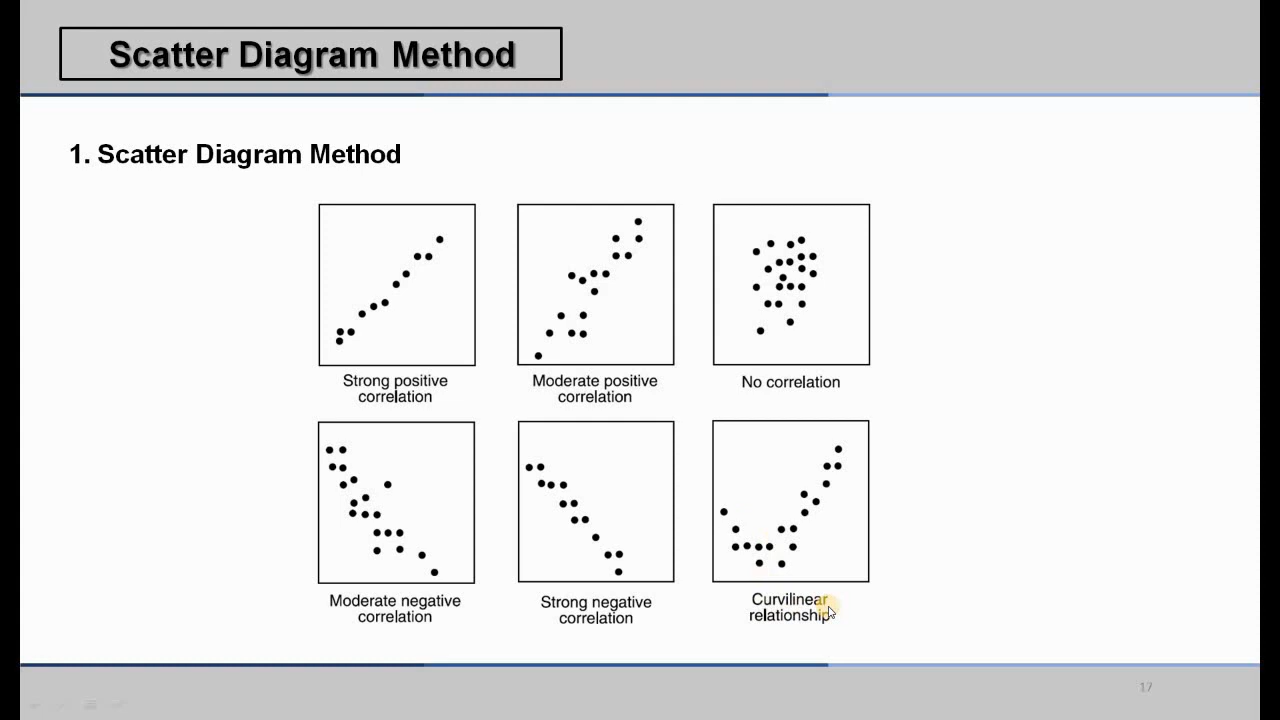 Scatter Diagram Method
1. Scatter Diagram Method
Strong positive
correlation
Moderate positive
correlation
No correlation
Moderate negative
correlation
Strong negative
correlation
Curvilinear
relationship
17